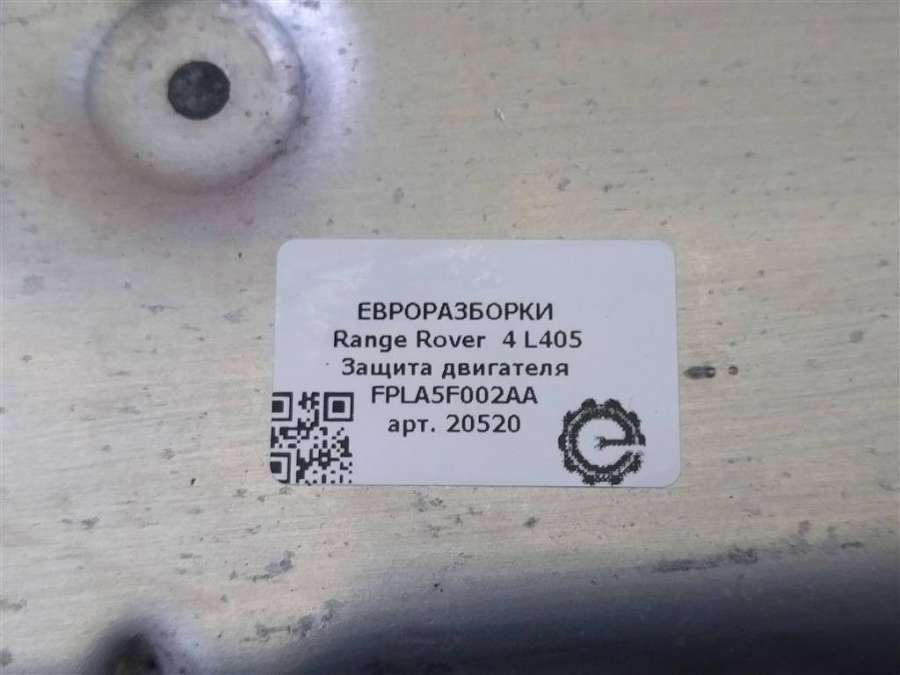 ЕВРОРАЗБОРКИ
Range Rover 4 L405
Защита двигателя
FPLA5F002AA
арт. 20520